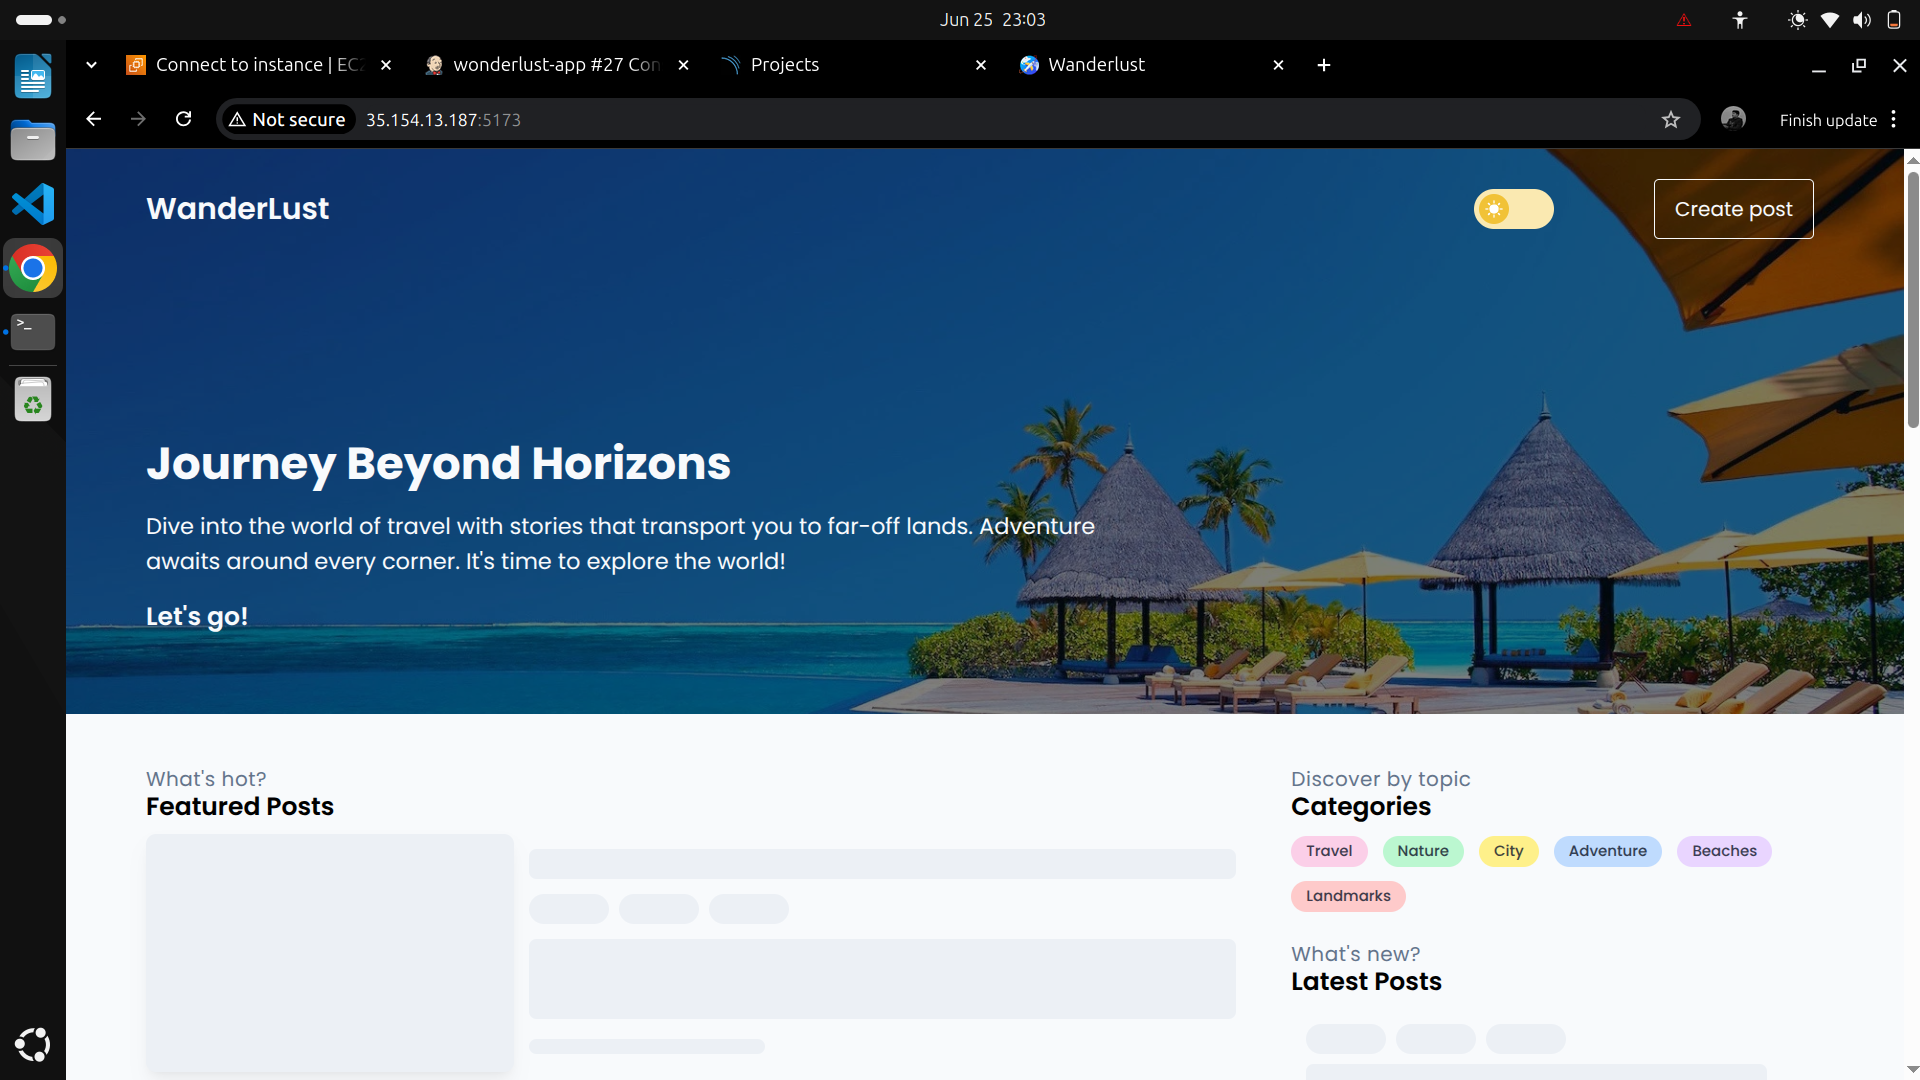 Jun 25 23:03
Connect to instance | EC2
wonderlust-app #27 Con
Projects
Wanderlust
Not secure
35.154.13.187:5173
Finish update
WanderLust
Create post
Journey Beyond Horizons
Dive into the world of travel with stories that transport you to far-off lands. Adventure
awaits around every corner. It's time to explore the world!
Let's go!
What's hot?
Featured Posts
Discover by topic
Categories
Travel
Nature
City
Adventure
Beaches
Landmarks
What's new?
Latest Posts